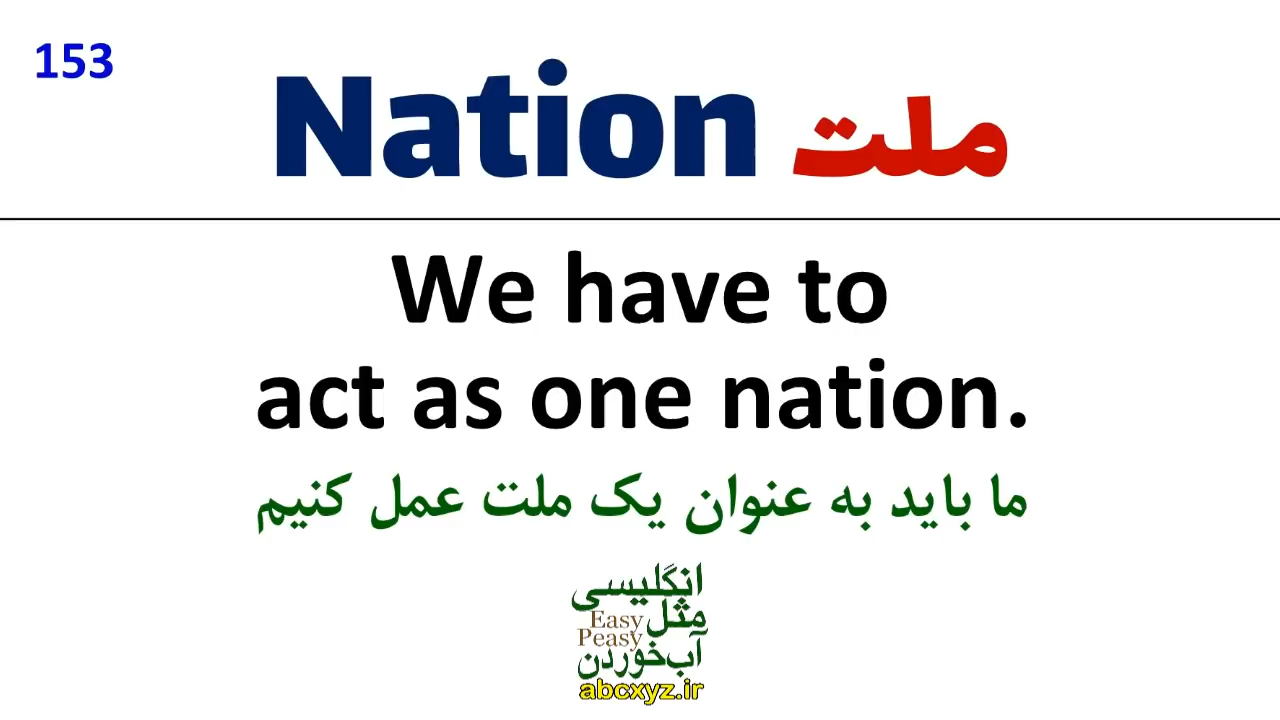 153
Nation ملت
We have to
act as one nation.
ما باید به عنوان یک ملت عمل کنیم
انگلیسی
مثل Easy
Peasy
آب‌خوردن
abcxyz.ir